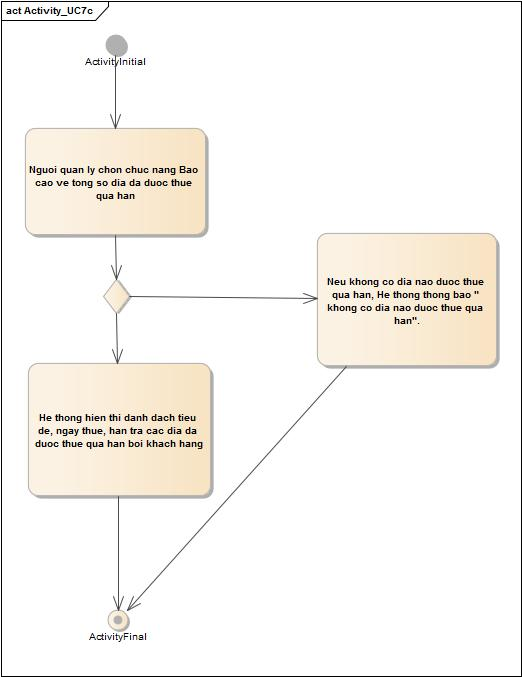 act Activity_UC7c
ActivityInitial
Nguoi quan ly chon chuc nang Bao
cao ve tong so dia da duoc thue
qua han
Neu khong co dia nao duoc thue
qua han, He thong thong bao "
khong co dia nao duoc thue qua
han".
He thong hien thi danh dach tieu
de, ngay thue, han tra cac dia da
duoc thue qua han boi khach hang
ActivityFinal